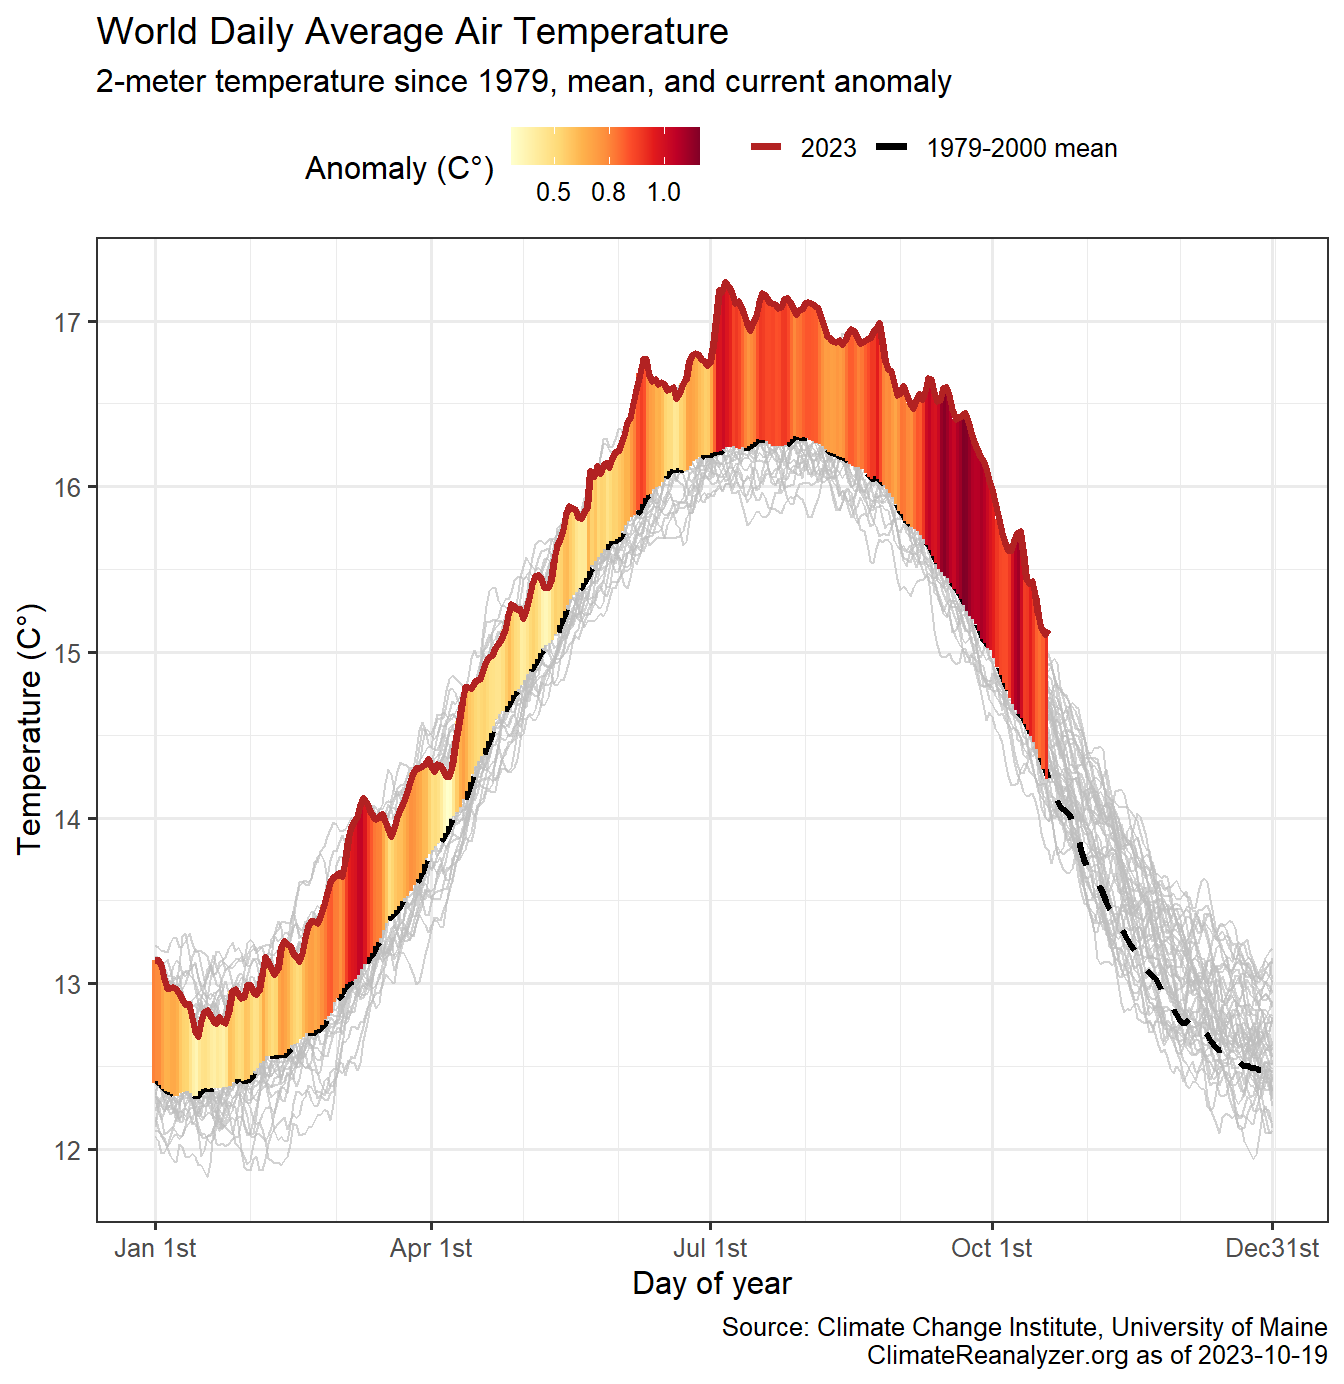 World Daily Average Air Temperature
2-meter temperature since 1979, mean, and current anomaly
Anomaly (C°)
0.5 0.8 1.0
2023 1979-2000 mean
Temperature (C°)
17
16
15
14
13
12
Jan 1st Apr 1st Jul 1st Oct 1st Dec31st
Day of year
Source: Climate Change Institute, University of Maine
ClimateReanalyzer.org as of 2023-10-19